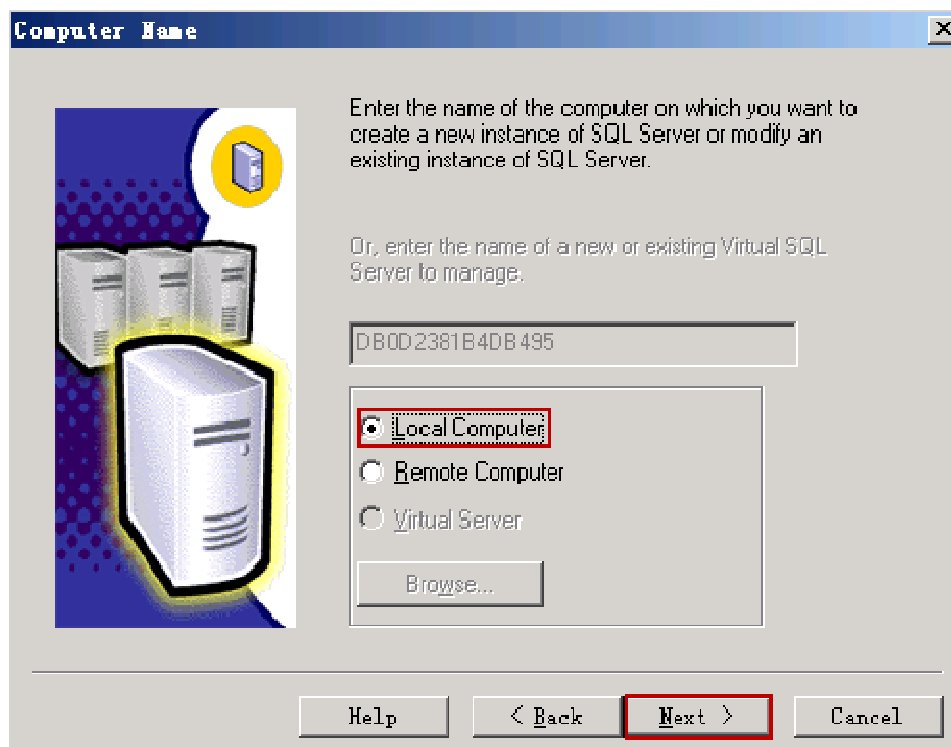 Computer Name
Enter the name of the computer on which you want to
create a new instance of SQL Server or modify an
existing instance of SQL Server.
Or, enter the name of a new or existing Virtual SQL
Server to manage.
DB0D2381B4DB495
Local Computer
Remote Computer
Virtual Server
Browse...
Help
< Back
Next >
Cancel